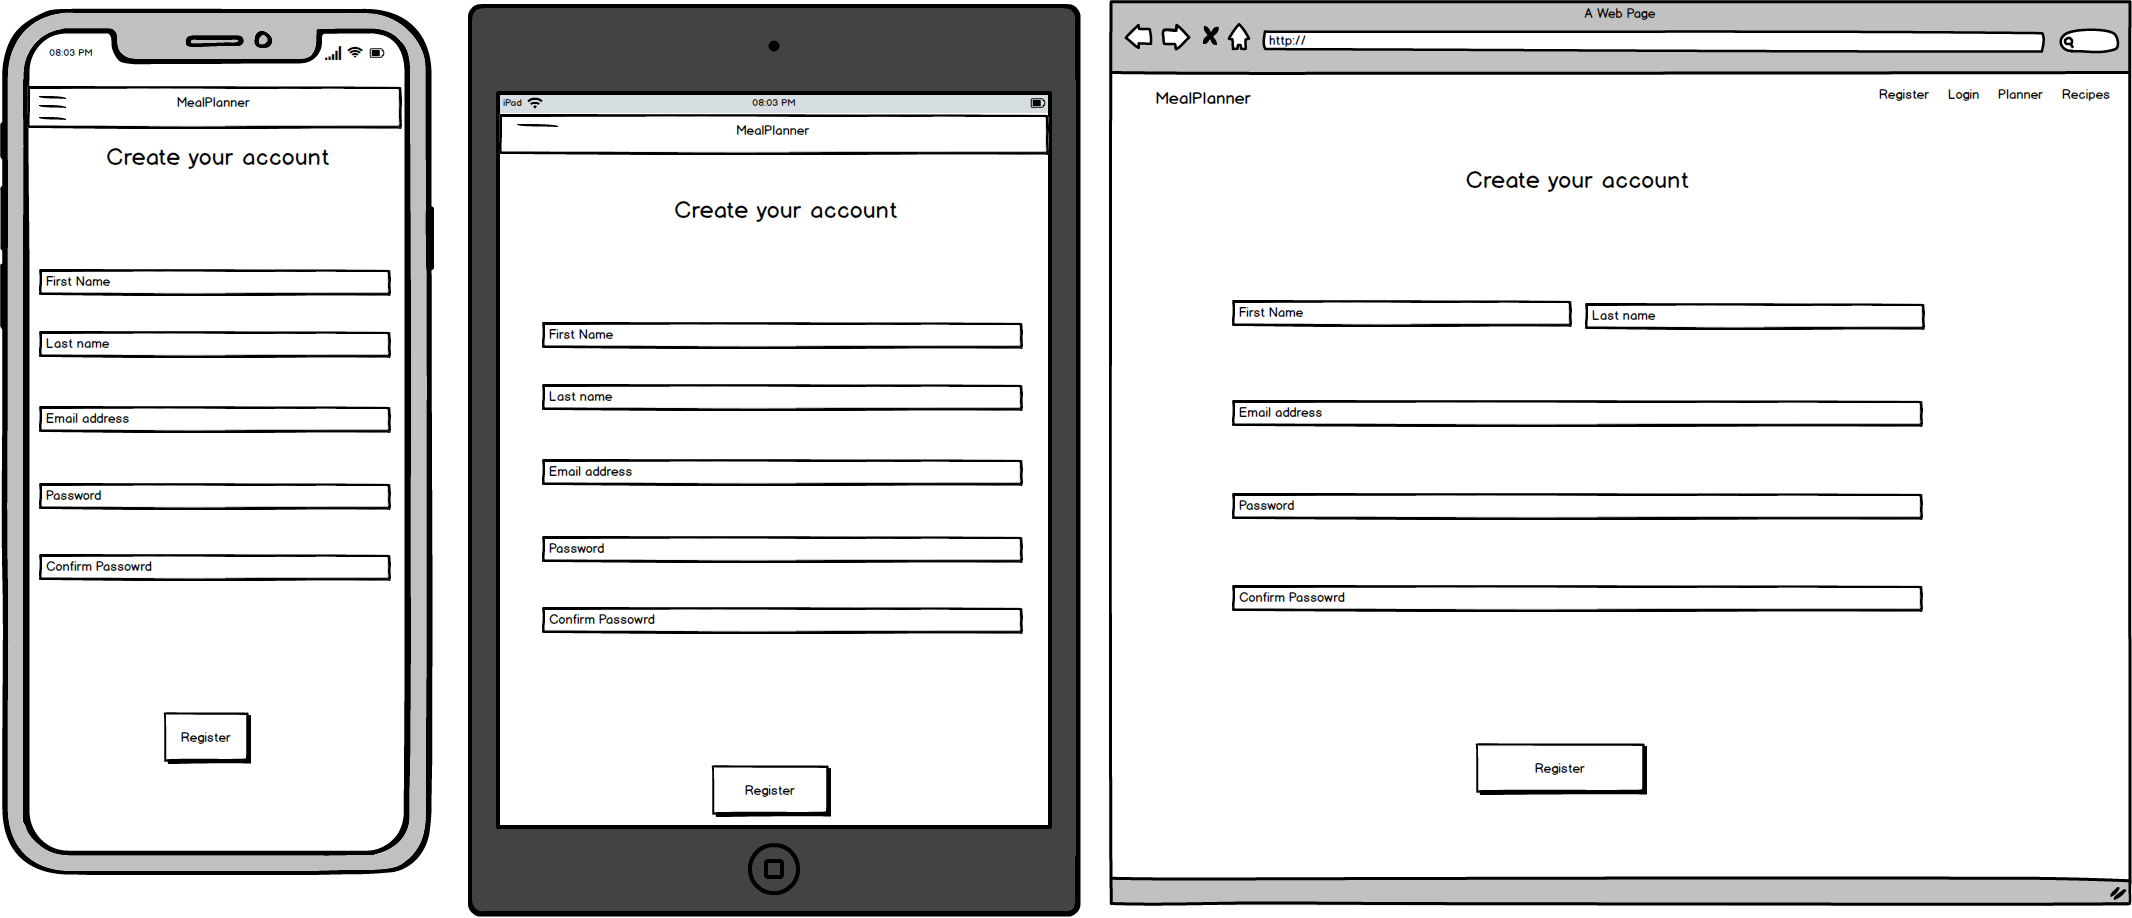 08:03 PM
MealPlanner
Create your account
First Name
Last name
Email address
Password
Confirm Passowrd
Register
iPad
08:03 PM
MealPlanner
Create your account
First Name
Last name
Email address
Password
Confirm Passowrd
Register
A Web Page
http://
MealPlanner
Register Login Planner Recipes
Create your account
First Name Last name
Email address
Password
Confirm Passowrd
Register